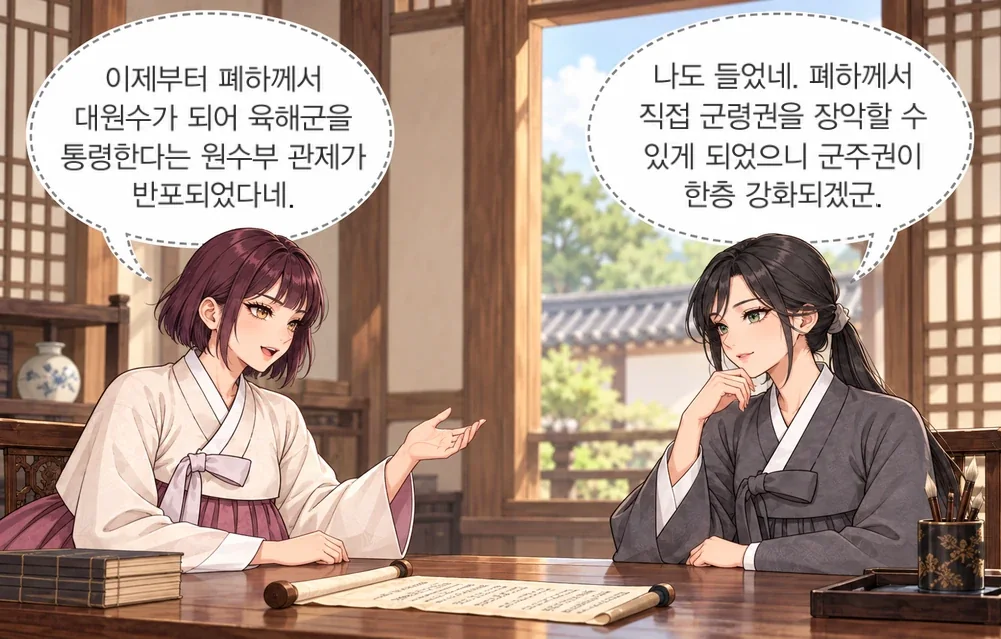 이제부터 폐하께서
대원수가 되어 육해군을
통령한다는 원수부 관제가
반포되었다네.
나도 들었네. 폐하께서
직접 군령권을 장악할 수
있게 되었으니 군주권이
한층 강화되겠군.